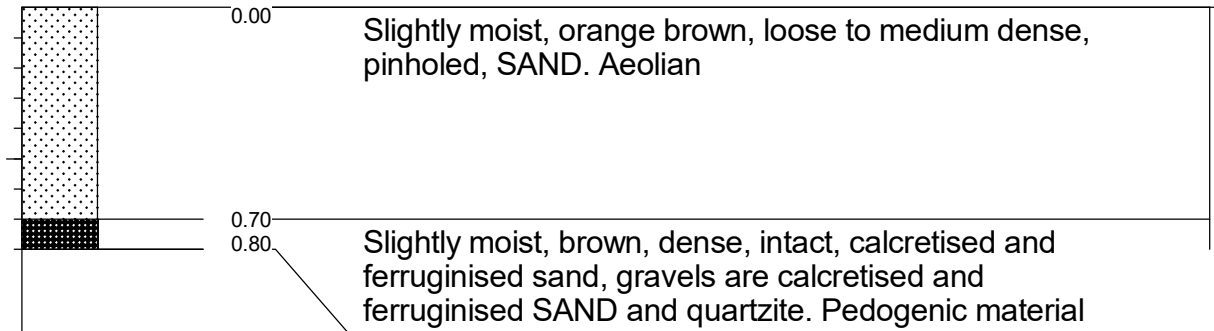 0.00
Slightly moist, orange brown, loose to medium dense,
pinholed, SAND. Aeolian
0.70
0.80
Slightly moist, brown, dense, intact, calcretised and
ferruginised sand, gravels are calcretised and
ferruginised SAND and quartzite. Pedogenic material